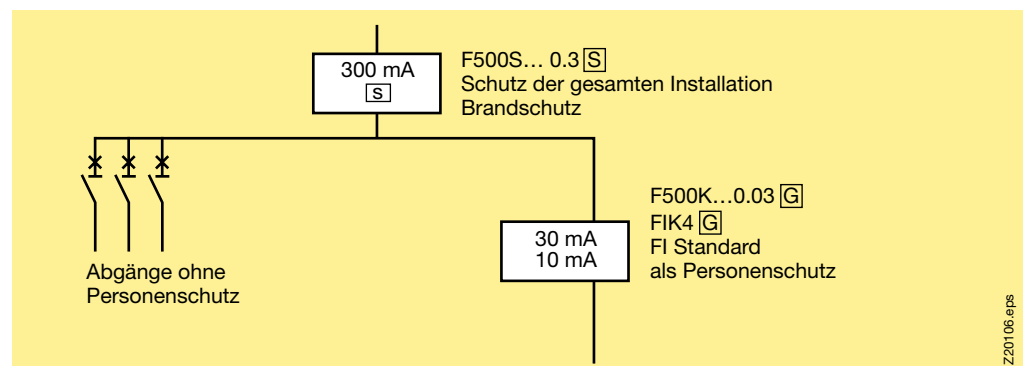 300 mA
S
F500S… 0.3 S
Schutz der gesamten Installation
Brandschutz
Abgänge ohne
Personenschutz
30 mA
10 mA
F500K…0.03 G
FIK4 G
FI Standard
als Personenschutz
Z20106.eps